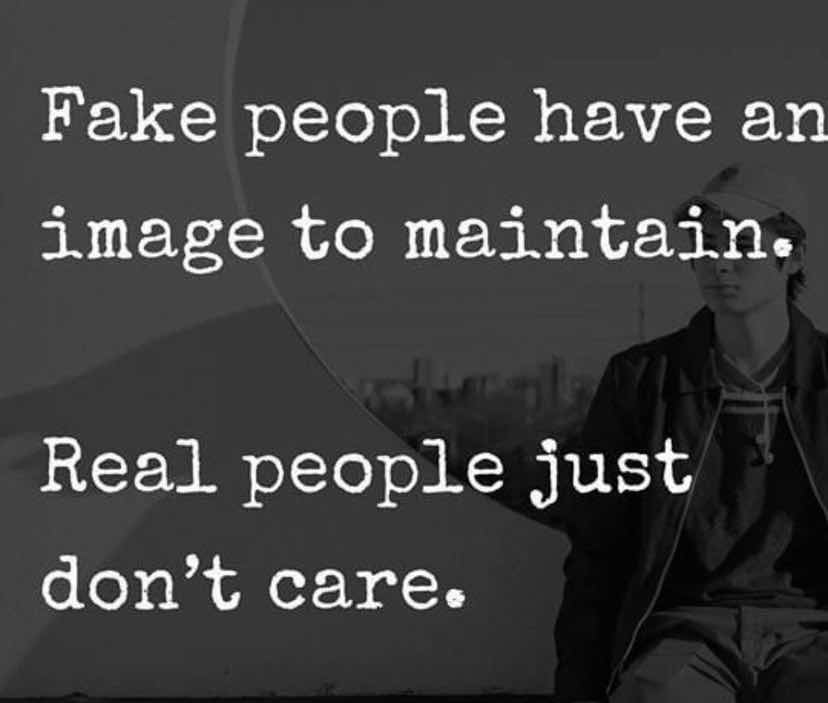 Fake people have an
image to maintain.
Real people just
don’t care.